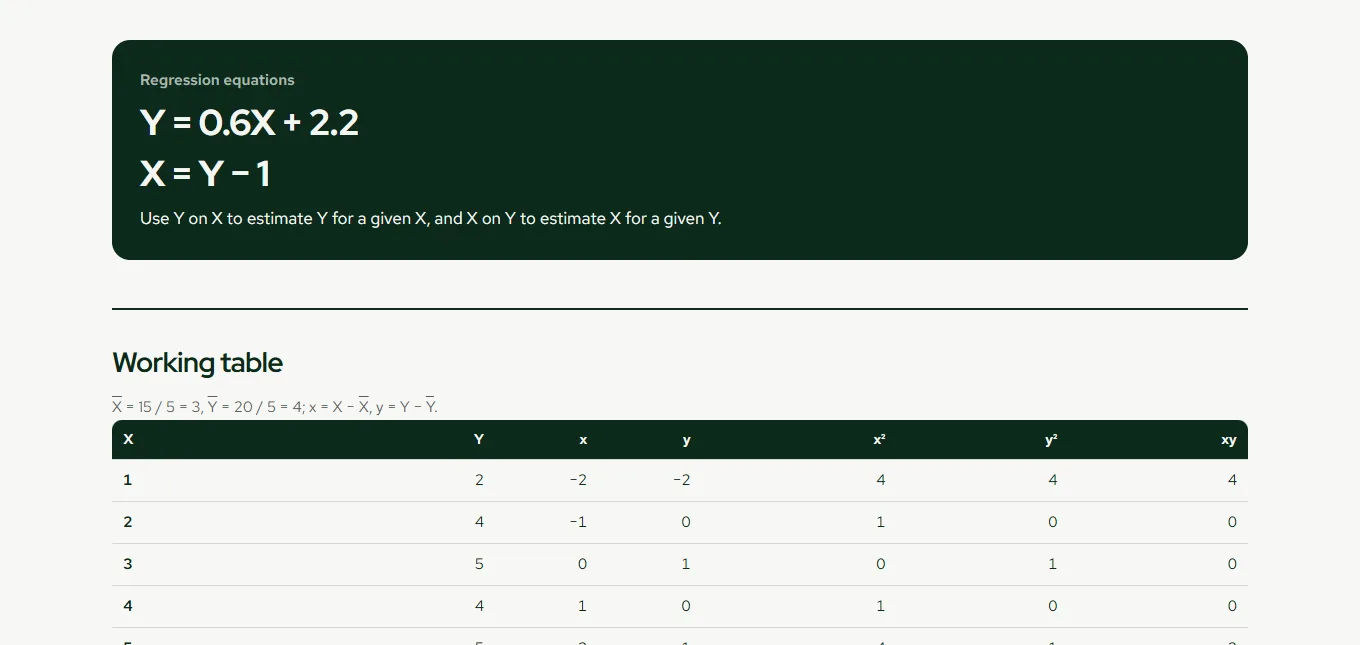 Regression equations
Y = 0.6X + 2.2
X = Y − 1
Use Y on X to estimate Y for a given X, and X on Y to estimate X for a given Y.
Working table
X̅ = 15 / 5 = 3, Y̅ = 20 / 5 = 4; x = X − X̅, y = Y − Y̅.
X Y x y x² y² xy
1 2 −2 −2 4 4 4
2 4 −1 0 1 0 0
3 5 0 1 0 1 0
4 4 1 0 1 0 0